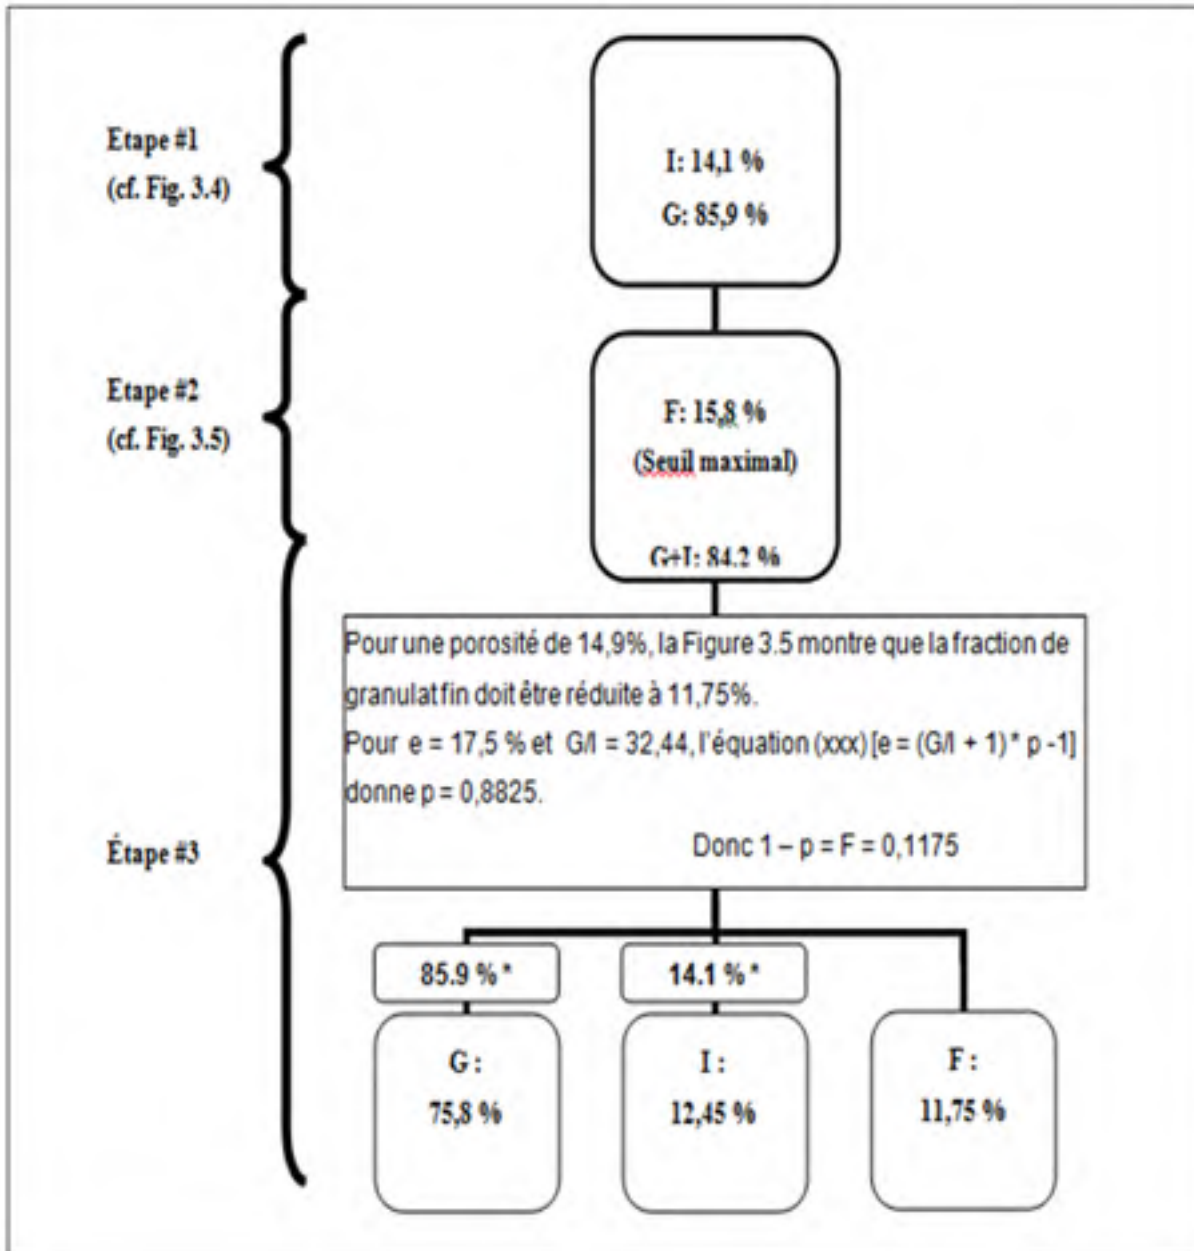 Etape #1
(cf. Fig. 3.4)
I: 14,1 %
G: 85,9 %
Etape #2
(cf. Fig. 3.5)
F: 15,8 %
(Seuil maximal)
G+I: 84.2 %
Étape #3
Pour une porosité de 14,9%, la Figure 3.5 montre que la fraction de
granulat fin doit être réduite à 11,75%.
Pour e = 17,5 % et G/I = 32,44, l'équation (xxx) [e = (G/I + 1) * p -1]
donne p = 0,8825.
Donc 1 – p = F = 0,1175
85.9 % *
14.1 % *
G :
75,8 %
I :
12,45 %
F :
11,75 %